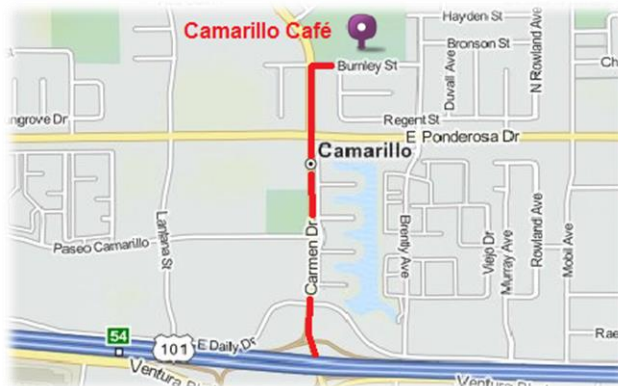 Hayden St
Camarillo Café
Bronson St
Duvall Ave
N Rowland Ave
Burnley St
Ch
Regent St
ngrove Dr
E Ponderosa Dr
Camarillo
Lantana St
Paseo Camarillo
Carmen Dr
Brently Ave
Viejo Dr
Murray Ave
Rowland Ave
Mobil Ave
54
101
E Daily Dr
Rae
Ventura
Ventura